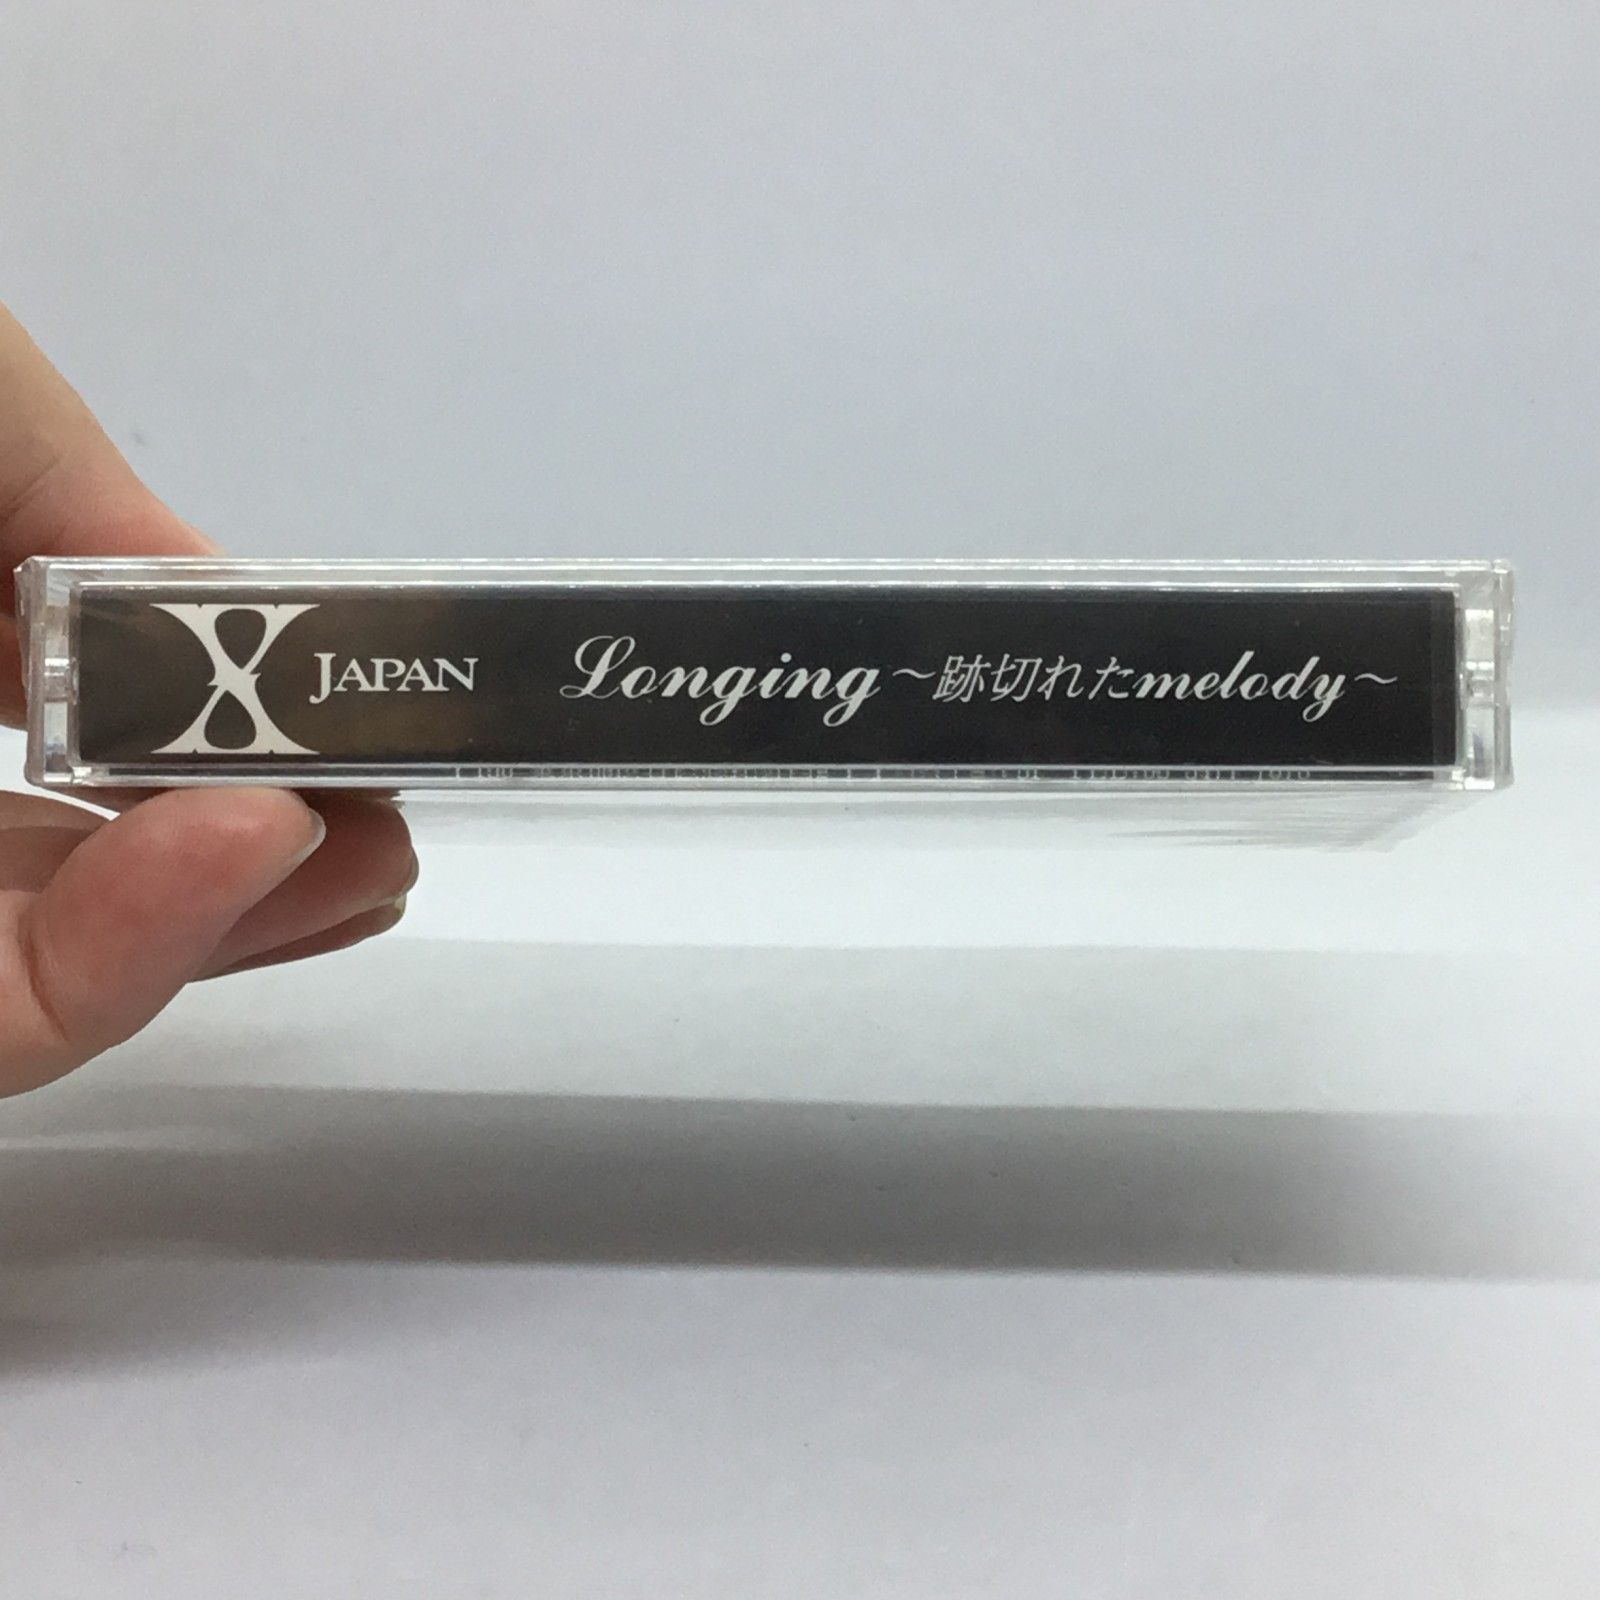 X JAPAN Longing ～跡切れたmelody～